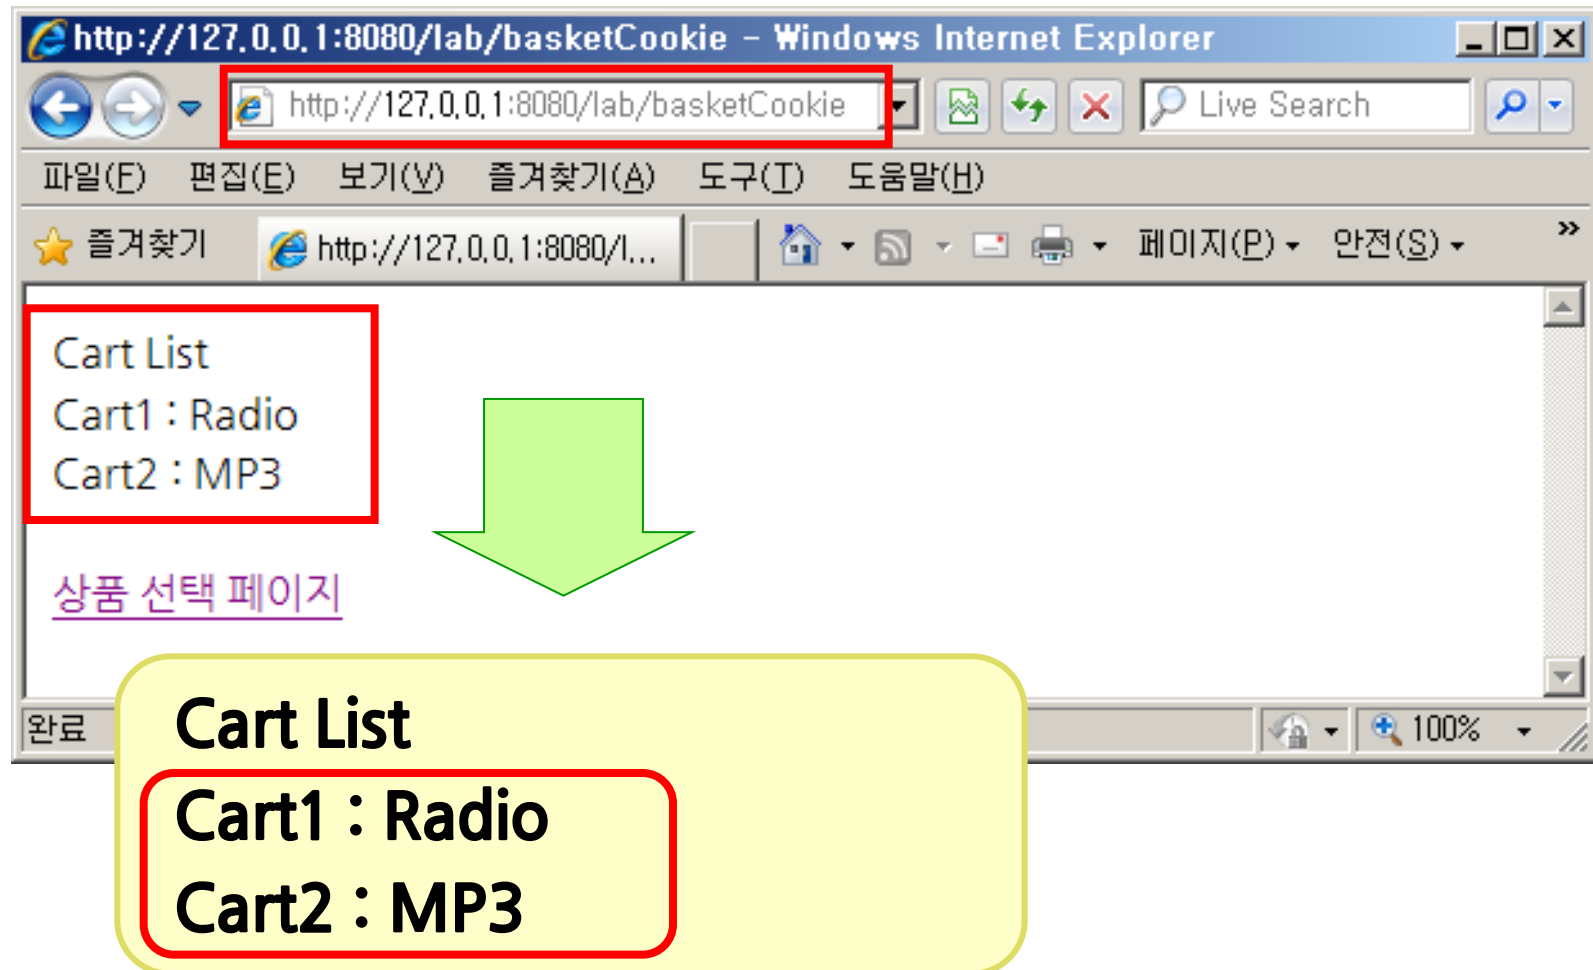 http://127.0.0.1:8080/lab/basketCookie - Windows Internet Explorer
http://127.0.0.1:8080/lab/basketCookie
Live Search
파일(F) 편집(E) 보기(V) 즐겨찾기(A) 도구(T) 도움말(H)
즐겨찾기 http://127.0.0.1:8080/l... 페이지(P) 안전(S) »
Cart List
Cart1 : Radio
Cart2 : MP3
상품 선택 페이지
완료 100%
Cart List
Cart1 : Radio
Cart2 : MP3